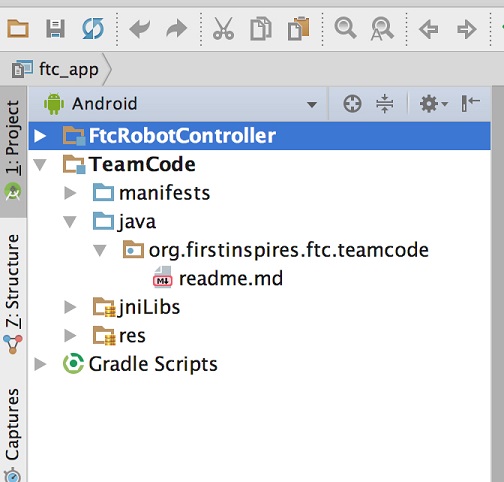 ftc_app
1: Project
Android
FtcRobotController
TeamCode
manifests
java
org.firstinspires.ftc.teamcode
readme.md
Z: Structure
jniLibs
res
Gradle Scripts
Captures